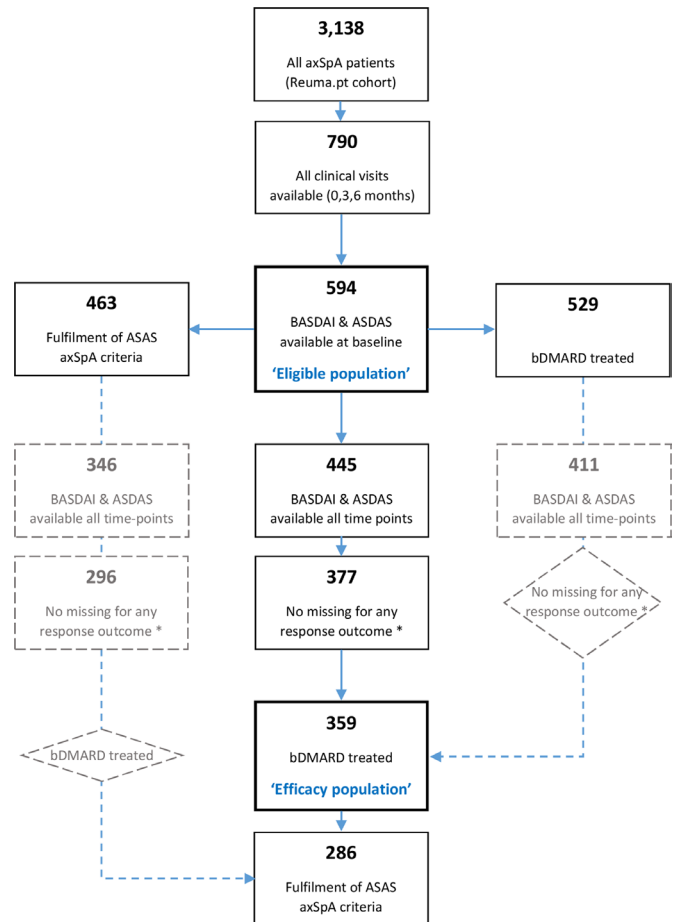 3,138
All axSpA patients
(Reuma.pt cohort)
790
All clinical visits
available (0,3,6 months)
594
BASDAI & ASDAS
available at baseline
'Eligible population'
463
Fulfilment of ASAS
axSpA criteria
529
bDMARD treated
346
BASDAI & ASDAS
available all time-points
445
BASDAI & ASDAS
available all time points
411
BASDAI & ASDAS
available all time-points
296
No missing for any
response outcome *
377
No missing for any
response outcome *
No missing for any
response outcome *
359
bDMARD treated
'Efficacy population'
bDMARD treated
286
Fulfilment of ASAS
axSpA criteria